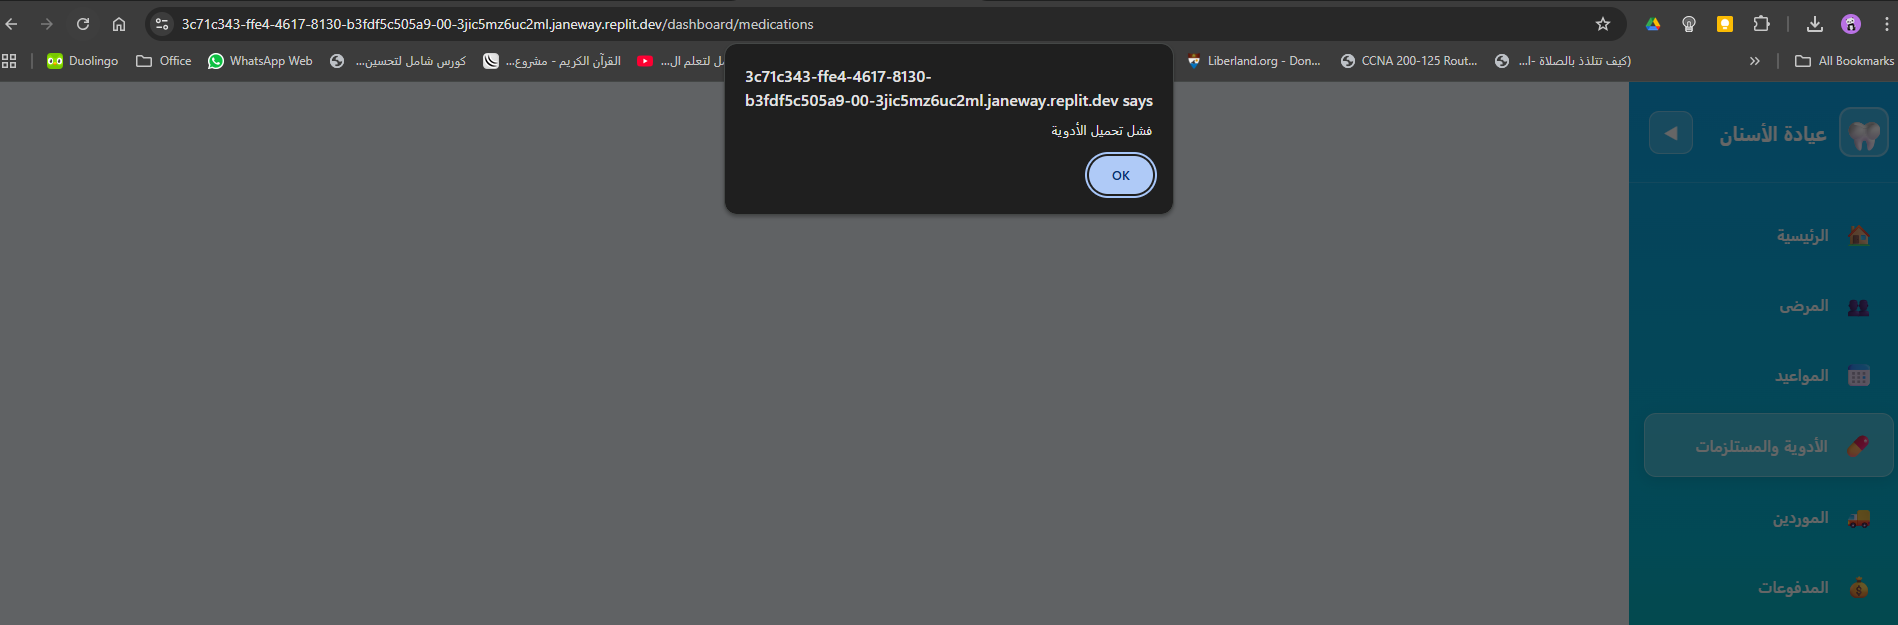 3c71c343-ffe4-4617-8130-b3fdf5c505a9-00-3jic5mz6uc2ml.janeway.replit.dev/dashboard/medications
Duolingo
Office
WhatsApp Web
كورس شامل لتحسين...
القرآن الكريم - مشروع...
مل لتعلم ال...
Liberland.org - Don...
CCNA 200-125 Rout...
(كيف تتلذذ بالصلاة -ا...
»
All Bookmarks
3c71c343-ffe4-4617-8130-
b3fdf5c505a9-00-3jic5mz6uc2ml.janeway.replit.dev says
فشل تحميل الأدوية
OK
عيادة الأسنان
الرئيسية
المرضى
المواعيد
الأدوية والمستلزمات
الموردين
المدفوعات